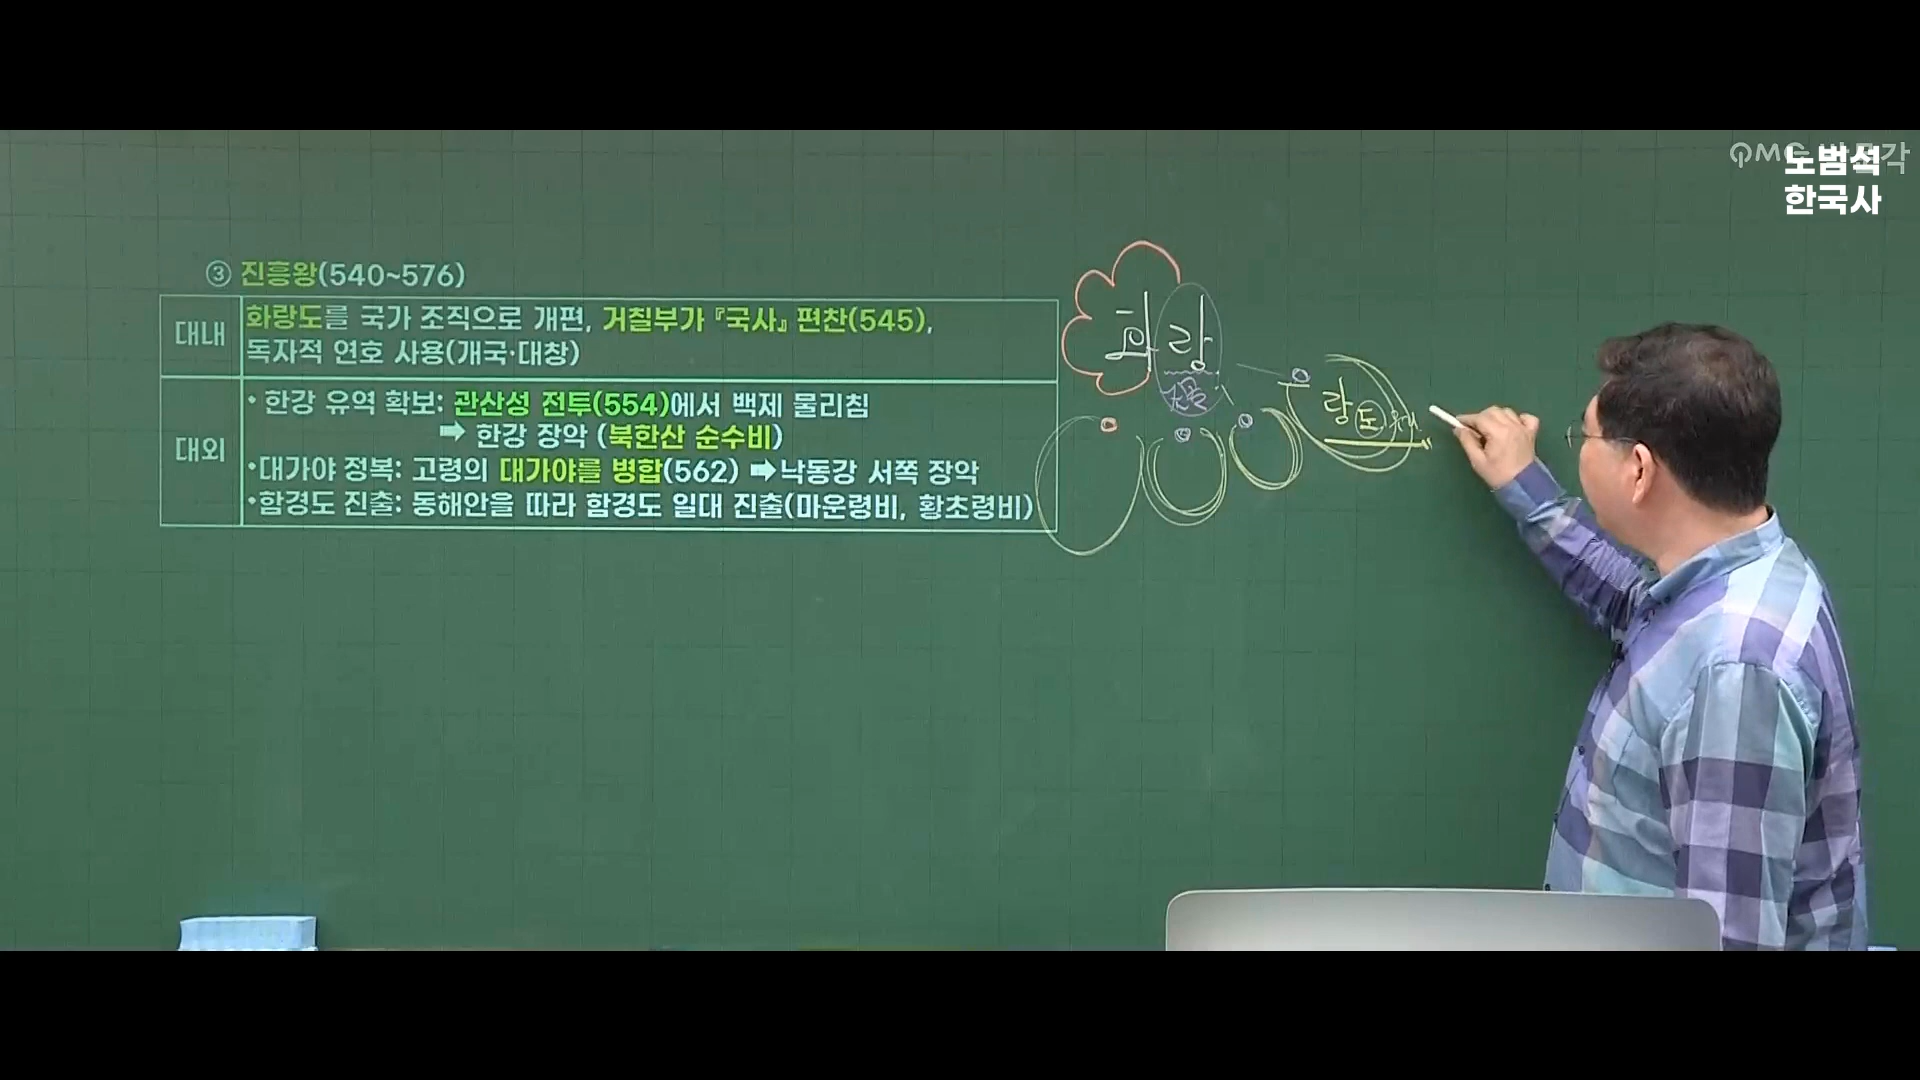 노범석
한국사
③ 진흥왕(540~576)
대내
화랑도를 국가 조직으로 개편, 거칠부가 『국사』 편찬(545),
독자적 연호 사용(개국·대창)
대외
• 한강 유역 확보: 관산성 전투(554)에서 백제 물리침
➡ 한강 장악 (북한산 순수비)
•대가야 정복: 고령의 대가야를 병합(562) ➡낙동강 서쪽 장악
•함경도 진출: 동해안을 따라 함경도 일대 진출(마운령비, 황초령비)
화랑
랑도